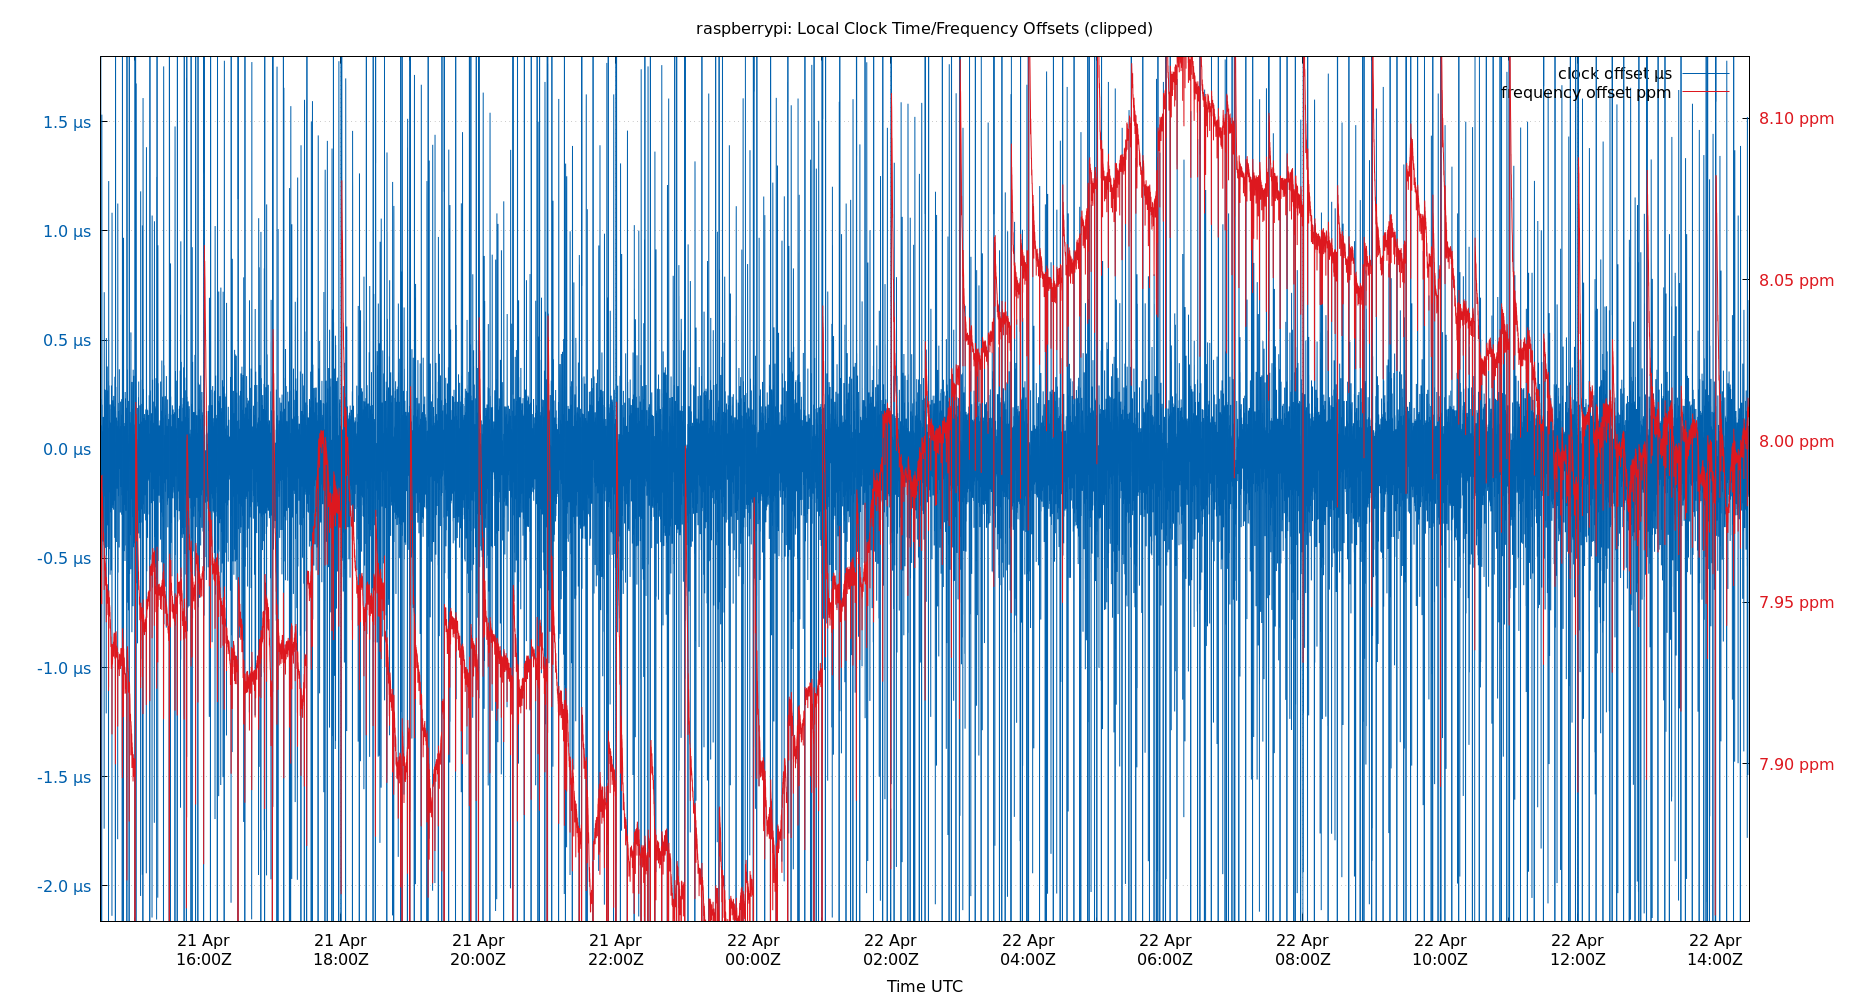 raspberrypi: Local Clock Time/Frequency Offsets (clipped)
clock offset µs
frequency offset ppm
1.5 µs
1.0 µs
0.5 µs
0.0 µs
-0.5 µs
-1.0 µs
-1.5 µs
-2.0 µs
8.10 ppm
8.05 ppm
8.00 ppm
7.95 ppm
7.90 ppm
21 Apr 21 Apr 21 Apr 21 Apr 22 Apr 22 Apr 22 Apr 22 Apr 22 Apr 22 Apr 22 Apr 22 Apr
16:00Z 18:00Z 20:00Z 22:00Z 00:00Z 02:00Z 04:00Z 06:00Z 08:00Z 10:00Z 12:00Z 14:00Z
Time UTC